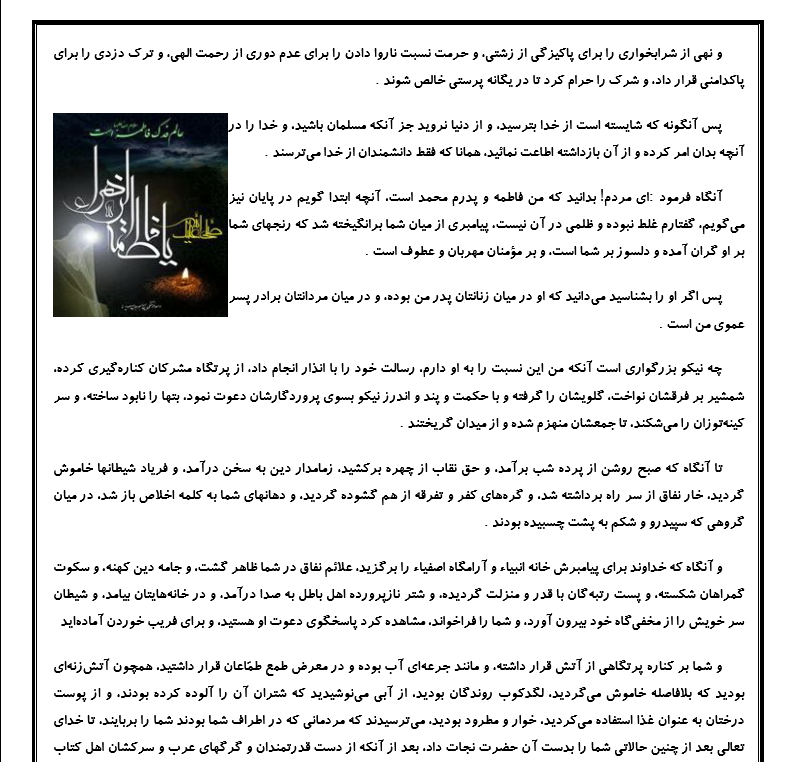 و نهی از شرابخواری را برای پاکیزگی از زشتی، و حرمت نسبت ناروا دادن را برای عدم دوری از رحمت الهی، و ترک دزدی را برای
پاکدامنی قرار داد، و شرک را حرام کرد تا در یگانه پرستی خالص شوند .
پس آنگونه که شایسته است از خدا بترسید، و از دنیا نروید جز آنکه مسلمان باشید، و خدا را در
آنچه بدان امر کرده و از آن بازداشته اطاعت نمائید، همانا که فقط دانشمندان از خدا می‌ترسند .
آنگاه فرمود :ای مردم! بدانید که من فاطمه و پدرم محمد است، آنچه ابتدا گویم در پایان نیز
می‌گویم، گفتارم غلط نبوده و ظلمی در آن نیست، پیامبری از میان شما برانگیخته شد که رنجهای شما
بر او گران آمده و دلسوز بر شما است، و بر مؤمنان مهربان و عطوف است .
پس اگر او را بشناسید می‌دانید که او در میان زنانتان پدر من بوده، و در میان مردانتان برادر پسر
عموی من است .
چه نیکو بزرگواری است آنکه من این نسبت را به او دارم، رسالت خود را با انذار انجام داد، از پرتگاه مشرکان کناره‌گیری کرده،
شمشیر بر فرقشان نواخت، گلویشان را گرفته و با حکمت و پند و اندرز نیکو بسوی پروردگارشان دعوت نمود، بتها را نابود ساخته، و سر
کینه‌توزان را می‌شکند، تا جمعشان منهزم شده و از میدان گریختند .
تا آنگاه که صبح روشن از پرده شب برآمد، و حق نقاب از چهره برکشید، زمامدار دین به سخن درآمد، و فریاد شیطانها خاموش
گردید، خار نفاق از سر راه برداشته شد، و گره‌های کفر و تفرقه از هم گشوده گردید، و دهانهای شما به کلمه اخلاص باز شد، در میان
گروهی که سپیدرو و شکم به پشت چسبیده بودند .
و آنگاه که خداوند برای پیامبرش خانه انبیاء و آرامگاه اصفیاء را برگزید، علائم نفاق در شما ظاهر گشت، و جامه دین کهنه، و سکوت
گمراهان شکسته، و پست رتبه‌گان با قدر و منزلت گردیده، و شتر نازپرورده اهل باطل به صدا درآمد، و در خانه‌هایتان بیامد، و شیطان
سر خویش را از مخفی‌گاه خود بیرون آورد، و شما را فراخواند، مشاهده کرد پاسخگوی دعوت او هستید، و برای فریب خوردن آماده‌اید
و شما بر کناره پرتگاهی از آتش قرار داشته، و مانند جرعه‌ای آب بوده و در معرض طمع طمّاعان قرار داشتید، همچون آتش‌زنه‌ای
بودید که بلافاصله خاموش می‌گردید، لگدکوب روندگان بودید، از آبی می‌نوشیدید که شتران آن را آلوده کرده بودند، و از پوست
درختان به عنوان غذا استفاده می‌کردید، خوار و مطرود بودید، می‌ترسیدند که مردمانی که در اطراف شما بودند شما را بربایند، تا خدای
تعالی بعد از چنین حالاتی شما را بدست آن حضرت نجات داد، بعد از آنکه از دست قدرتمندان و گرگهای عرب و سرکشان اهل کتاب
عالم فدک فاطمه است
یا فاطمة الزهرا